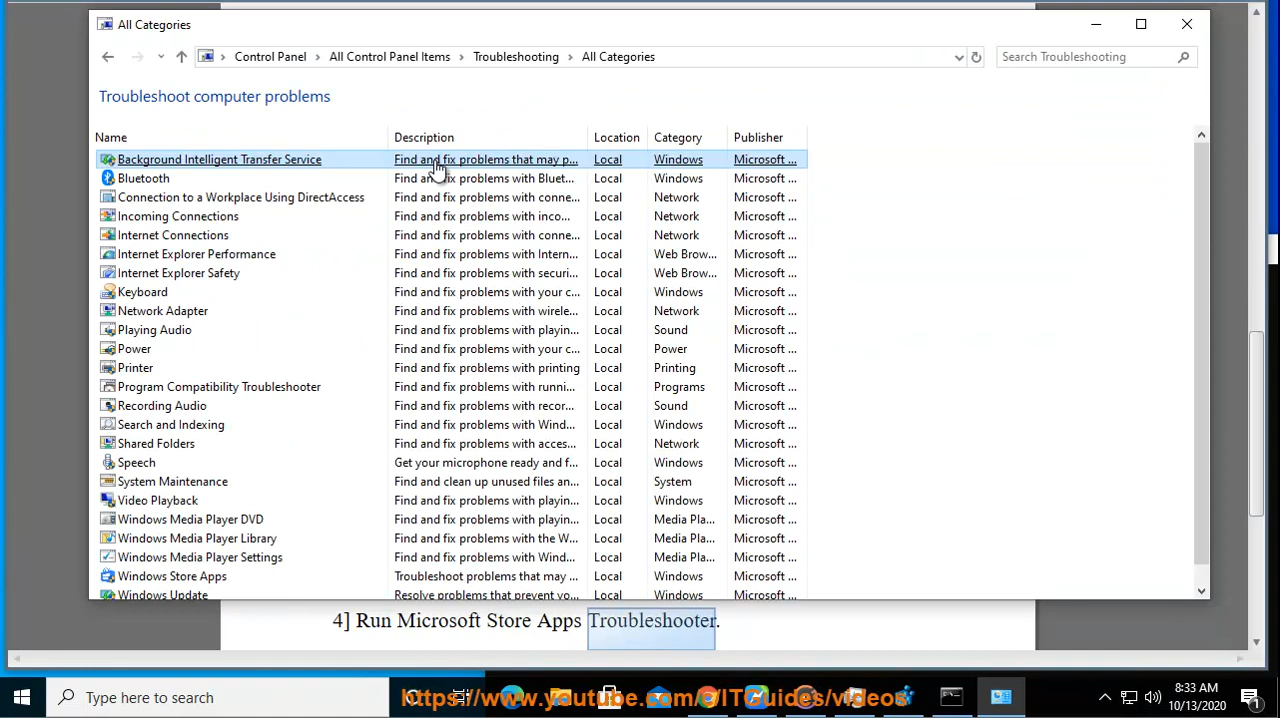 All Categories
Control Panel > All Control Panel Items > Troubleshooting > All Categories
Search Troubleshooting
Troubleshoot computer problems
Name Description Location Category Publisher
Background Intelligent Transfer Service Find and fix problems that may p... Local Windows Microsoft ...
Bluetooth Find and fix problems with Bluet... Local Windows Microsoft ...
Connection to a Workplace Using DirectAccess Find and fix problems with conne... Local Network Microsoft ...
Incoming Connections Find and fix problems with inco... Local Network Microsoft ...
Internet Connections Find and fix problems with conne... Local Network Microsoft ...
Internet Explorer Performance Find and fix problems with Intern... Local Web Brow... Microsoft ...
Internet Explorer Safety Find and fix problems with securi... Local Web Brow... Microsoft ...
Keyboard Find and fix problems with your c... Local Windows Microsoft ...
Network Adapter Find and fix problems with wirele... Local Network Microsoft ...
Playing Audio Find and fix problems with playin... Local Sound Microsoft ...
Power Find and fix problems with your c... Local Power Microsoft ...
Printer Find and fix problems with printing Local Printing Microsoft ...
Program Compatibility Troubleshooter Find and fix problems with runni... Local Programs Microsoft ...
Recording Audio Find and fix problems with recor... Local Sound Microsoft ...
Search and Indexing Find and fix problems with Wind... Local Windows Microsoft ...
Shared Folders Find and fix problems with acces... Local Network Microsoft ...
Speech Get your microphone ready and f... Local Windows Microsoft ...
System Maintenance Find and clean up unused files an... Local System Microsoft ...
Video Playback Find and fix problems with playin... Local Windows Microsoft ...
Windows Media Player DVD Find and fix problems with playin... Local Media Pla... Microsoft ...
Windows Media Player Library Find and fix problems with the W... Local Media Pla... Microsoft ...
Windows Media Player Settings Find and fix problems with Wind... Local Media Pla... Microsoft ...
Windows Store Apps Troubleshoot problems that may ... Local Windows Microsoft ...
Windows Update Resolve problems that prevent yo... Local Windows Microsoft ...
4] Run Microsoft Store Apps Troubleshooter.
Type here to search
8:33 AM
10/13/2020
1